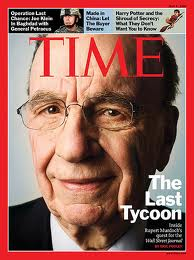 Operation Last
Chance: Joe Klein
In Baghdad with
General Petraeus
Made in
China: Let
The Buyer
Beware
Harry Potter and the
Shroud of Secrecy:
What They Don't
Want You to Know
TIME
The
Last
Tycoon
Inside
Rupert Murdoch's
quest for the
Wall Street Journal